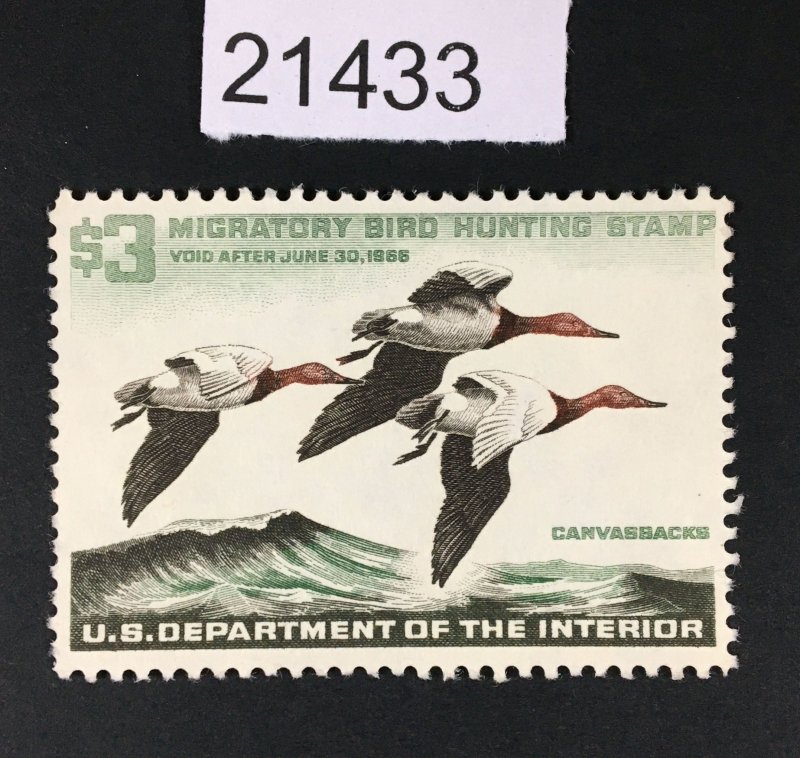 21433
$3 MIGRATORY BIRD HUNTING STAMP
VOID AFTER JUNE 30, 1966
CANVASBACKS
U.S. DEPARTMENT OF THE INTERIOR